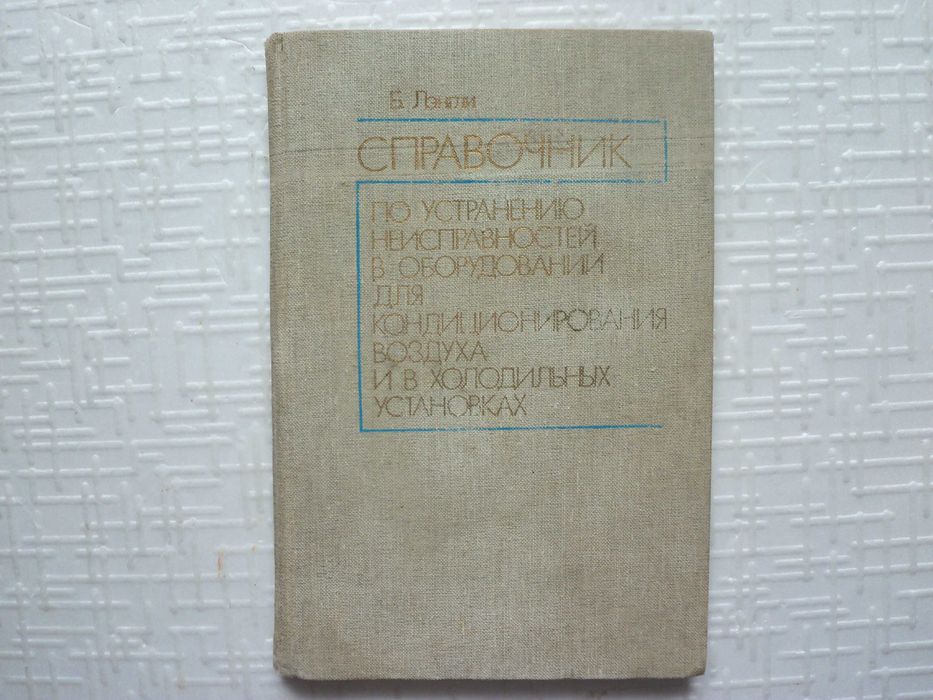 Б. Лэнгли
СПРАВОЧНИК
ПО УСТРАНЕНИЮ
НЕИСПРАВНОСТЕЙ
В ОБОРУДОВАНИИ
ДЛЯ
КОНДИЦИОНИРОВАНИЯ
ВОЗДУХА
И В ХОЛОДИЛЬНЫХ
УСТАНОВКАХ